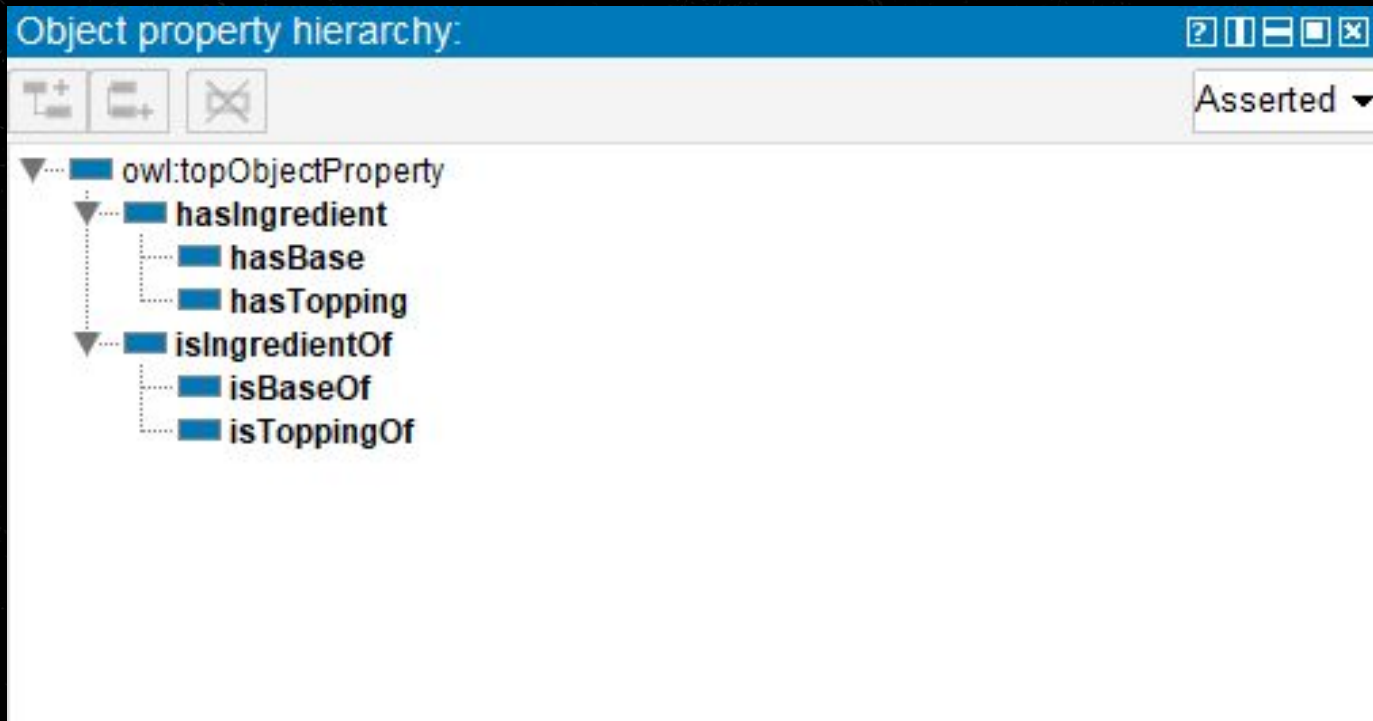 Object property hierarchy:
Asserted
owl:topObjectProperty
hasIngredient
hasBase
hasTopping
isIngredientOf
isBaseOf
isToppingOf